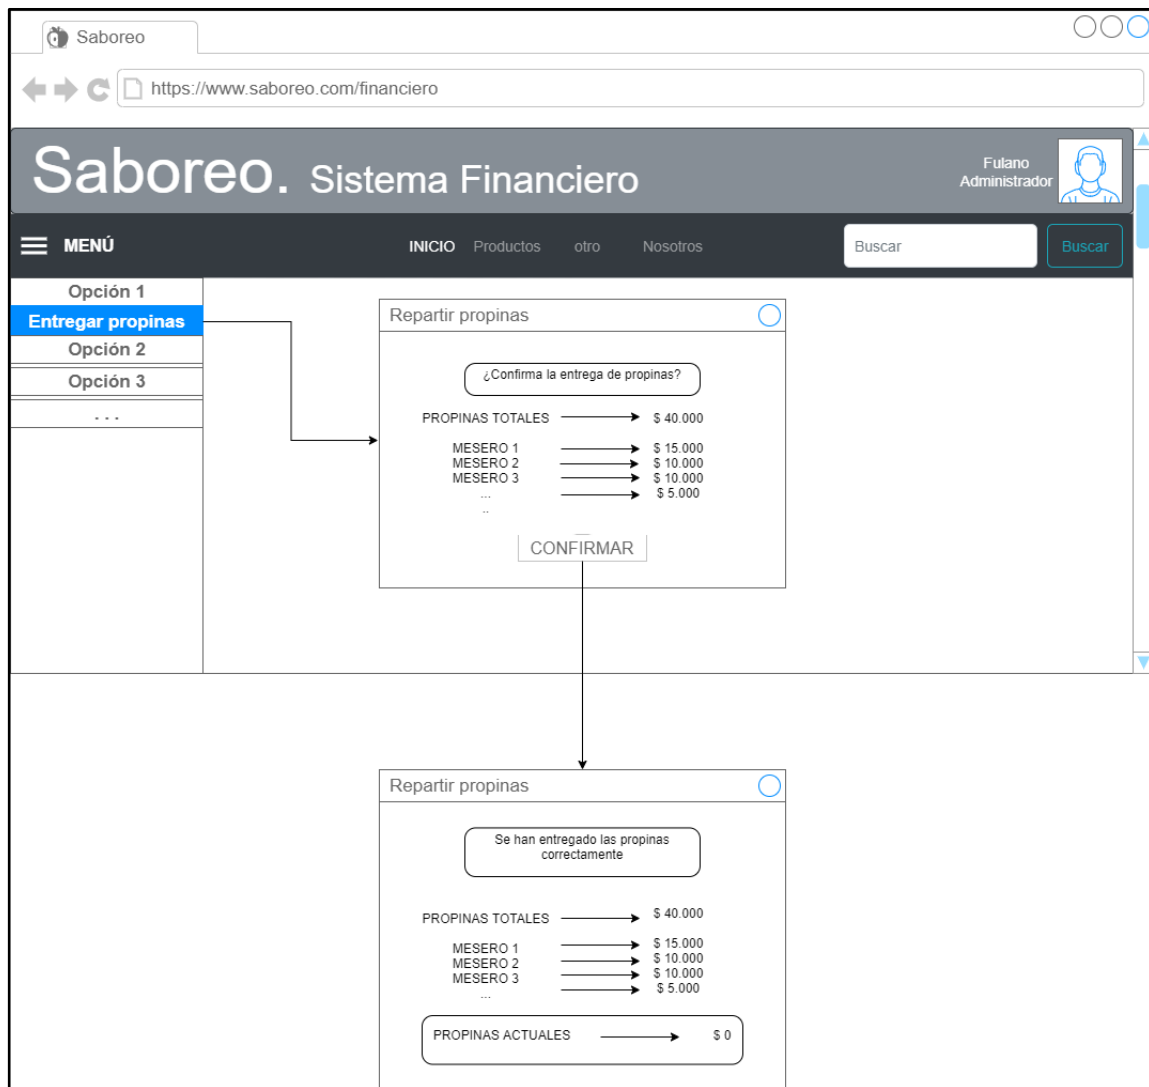 Saboreo
https://www.saboreo.com/financiero
Saboreo. Sistema Financiero
Fulano
Administrador
MENÚ
INICIO Productos otro Nosotros
Buscar
Buscar
Opción 1
Entregar propinas
Opción 2
Opción 3
. . .
Repartir propinas
¿Confirma la entrega de propinas?
PROPINAS TOTALES $ 40.000
MESERO 1 $ 15.000
MESERO 2 $ 10.000
MESERO 3 $ 10.000
... $ 5.000
..
CONFIRMAR
Repartir propinas
Se han entregado las propinas
correctamente
PROPINAS TOTALES $ 40.000
MESERO 1 $ 15.000
MESERO 2 $ 10.000
MESERO 3 $ 10.000
... $ 5.000
PROPINAS ACTUALES $ 0